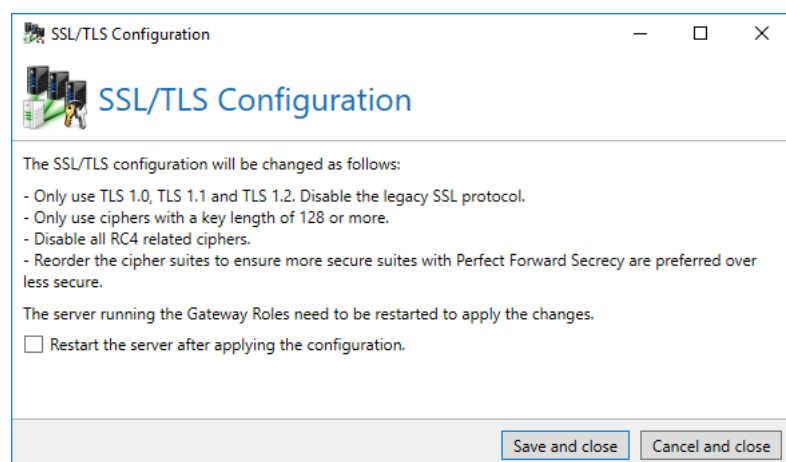 SSL/TLS Configuration
SSL/TLS Configuration
The SSL/TLS configuration will be changed as follows:
- Only use TLS 1.0, TLS 1.1 and TLS 1.2. Disable the legacy SSL protocol.
- Only use ciphers with a key length of 128 or more.
- Disable all RC4 related ciphers.
- Reorder the cipher suites to ensure more secure suites with Perfect Forward Secrecy are preferred over
less secure.
The server running the Gateway Roles need to be restarted to apply the changes.
Restart the server after applying the configuration.
Save and close Cancel and close